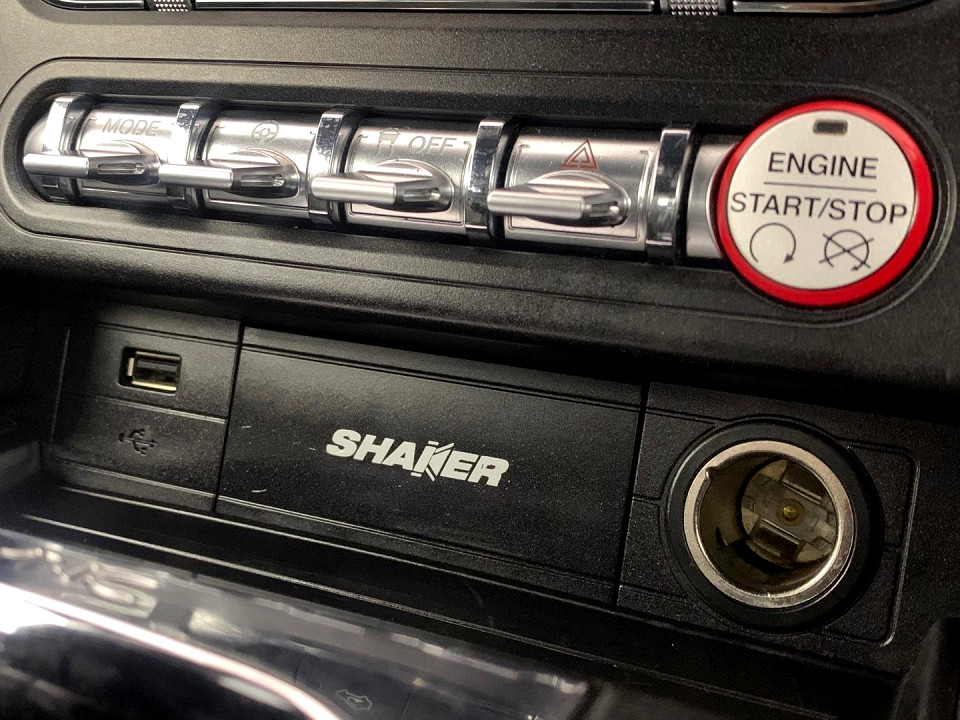 MODE
OFF
ENGINE
START/STOP
SHAKER